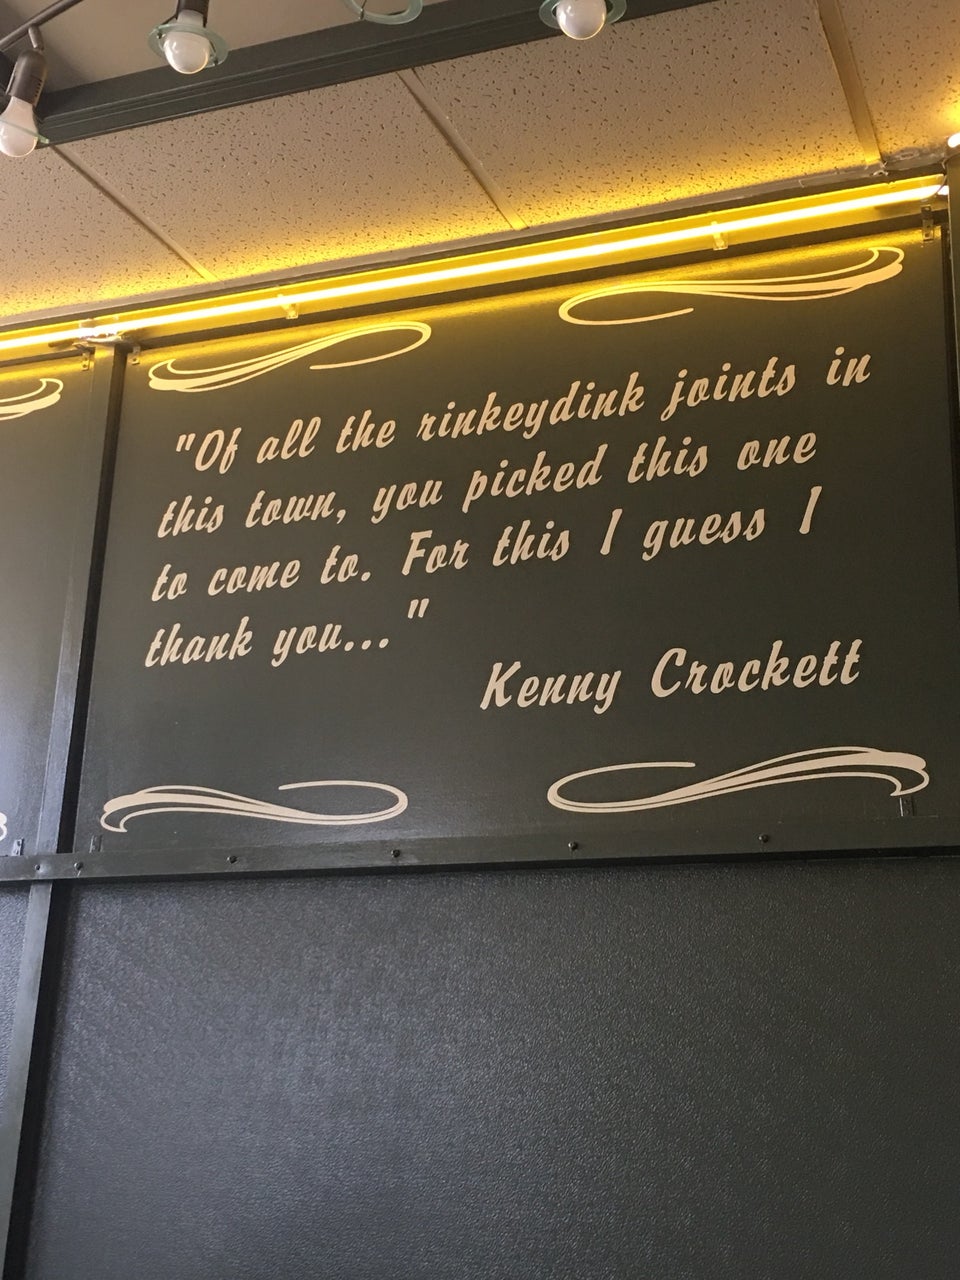 "Of all the rinkeydink joints in
this town, you picked this one
to come to. For this I guess I
thank you..."
Kenny Crockett